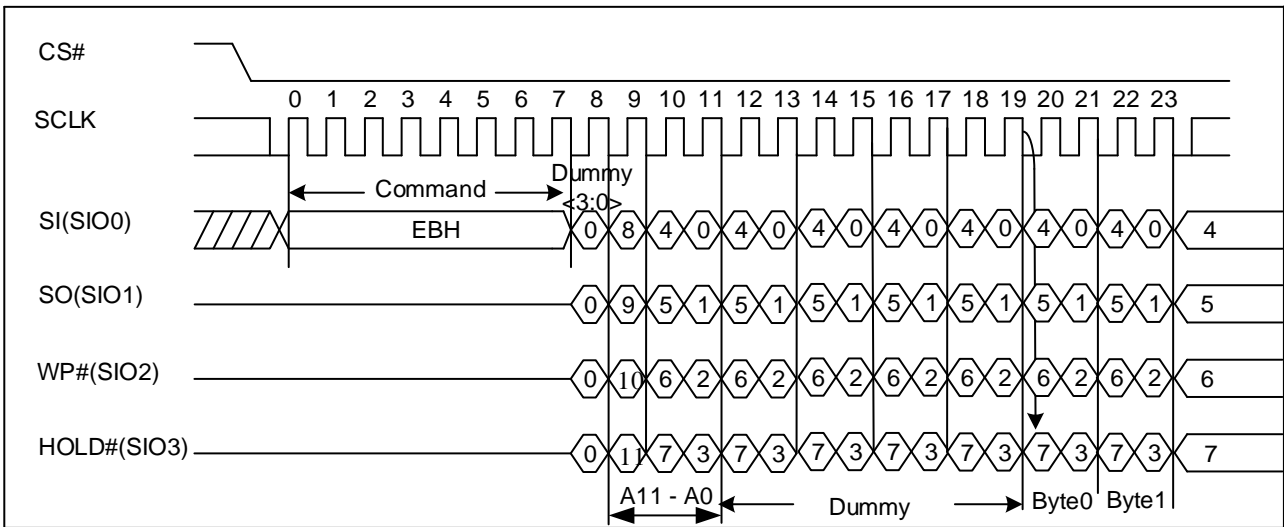 CS#
0 1 2 3 4 5 6 7 8 9 10 11 12 13 14 15 16 17 18 19 20 21 22 23
SCLK
Dummy
Command
<3:0>
SI(SIO0) EBH 0 8 4 0 4 0 4 0 4 0 4 0 4 0 4 0 4
SO(SIO1) 0 9 5 1 5 1 5 1 5 1 5 1 5 1 5 1 5
WP#(SIO2) 0 10 6 2 6 2 6 2 6 2 6 2 6 2 6 2 6
HOLD#(SIO3) 0 11 7 3 7 3 7 3 7 3 7 3 7 3 7 3 7
A11 - A0 Dummy Byte0 Byte1